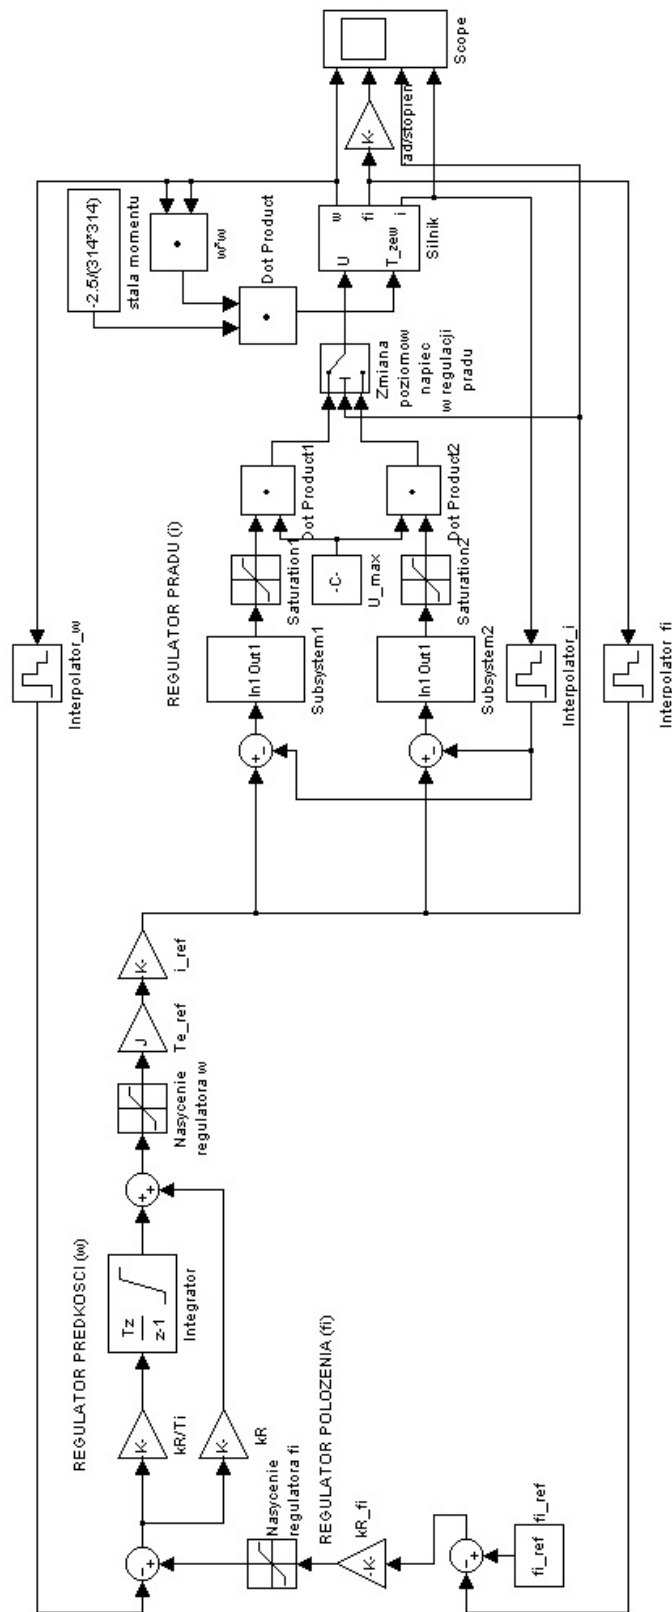 -2.5/(314*314)
stala momentu
w*w
Dot Product
K-
ad/stopien
Scope
U
T_zew
w
fi
i
Silnik
Zmiana
poziomow
napiec
w regulacji
pradu
REGULATOR PRADU (i)
In1 Out1
Subsystem1
Saturation1
Dot Product1
-C-
U_max
In1 Out1
Subsystem2
Saturation2
Dot Product2
Interpolator_w
Interpolator_i
Interpolator_fi
REGULATOR PREDKOSCI (w)
K-
kR/Ti
K-
kR
Tz
z-1
Integrator
Nasycenie
regulatora w
J
Te_ref
K-
i_ref
REGULATOR POLOZENIA (fi)
Nasycenie
regulatora fi
-K-
kR_fi
fi_ref
fi_ref